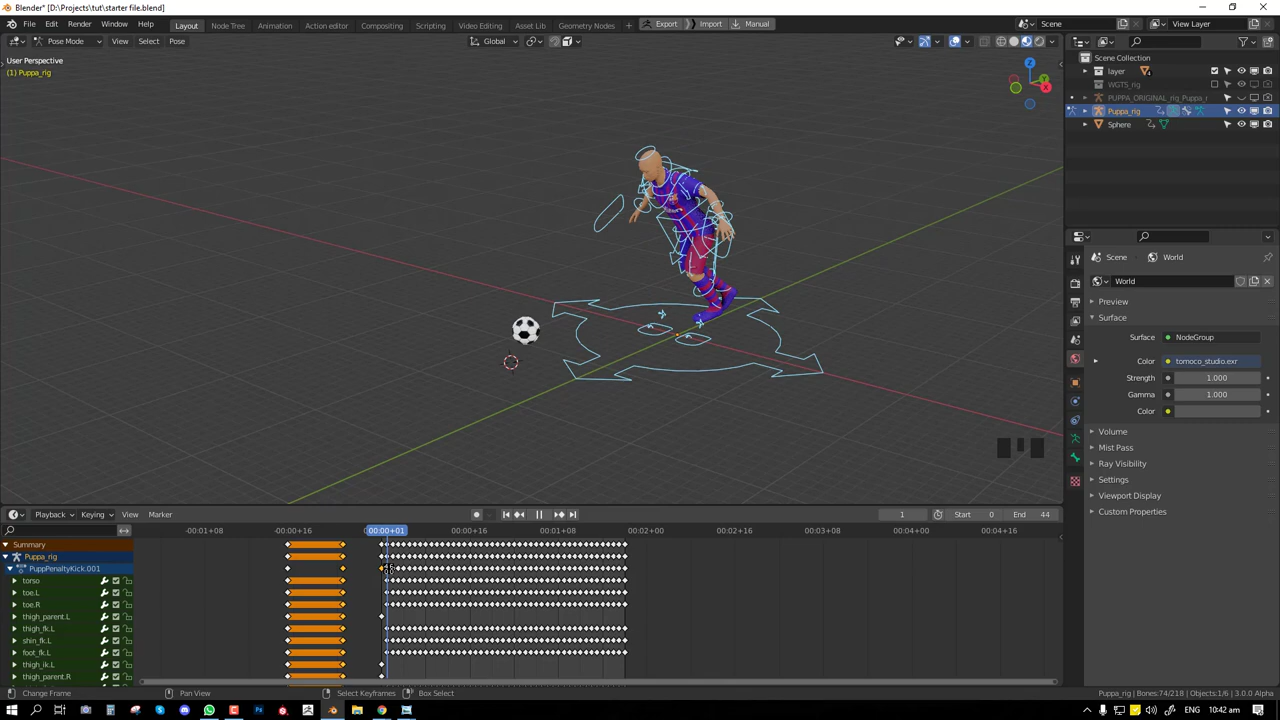 Blender* [D:\Projects\tut\starter file.blend]
File Edit Render Window Help Layout Node Tree Animation Action editor Compositing Scripting Video Editing Asset Lib Geometry Nodes Export Import Manual Scene View Layer
Pose Mode View Select Pose Global
User Perspective
(1) Puppa_rig
Z
Y
X
Scene Collection
layer
WGTS_rig
PUPPA_ORIGINAL_rig_Puppa_r
Puppa_rig
Sphere
Scene World
World
Preview
Surface
Surface NodeGroup
Color tomoco_studio.exr
Strength 1.000
Gamma 1.000
Color
Volume
Mist Pass
Ray Visibility
Settings
Viewport Display
Custom Properties
Playback Keying View Marker 1 Start 0 End 44
-00:01+08 -00:00+16 00:00+01 00:00+16 00:01+08 00:02+00 00:02+16 00:03+08 00:04+00 00:04+16
Summary
Puppa_rig
PuppPenaltyKick.001
torso
toe.L
toe.R
thigh_parent.L
thigh_fk.L
shin_fk.L
foot_fk.L
thigh_ik.L
thigh_parent.R
Change Frame Pan View Select Keyframes Box Select Puppa_rig | Bones:74/218 | Objects:1/6 | 3.0.0 Alpha
ENG 10:42 am